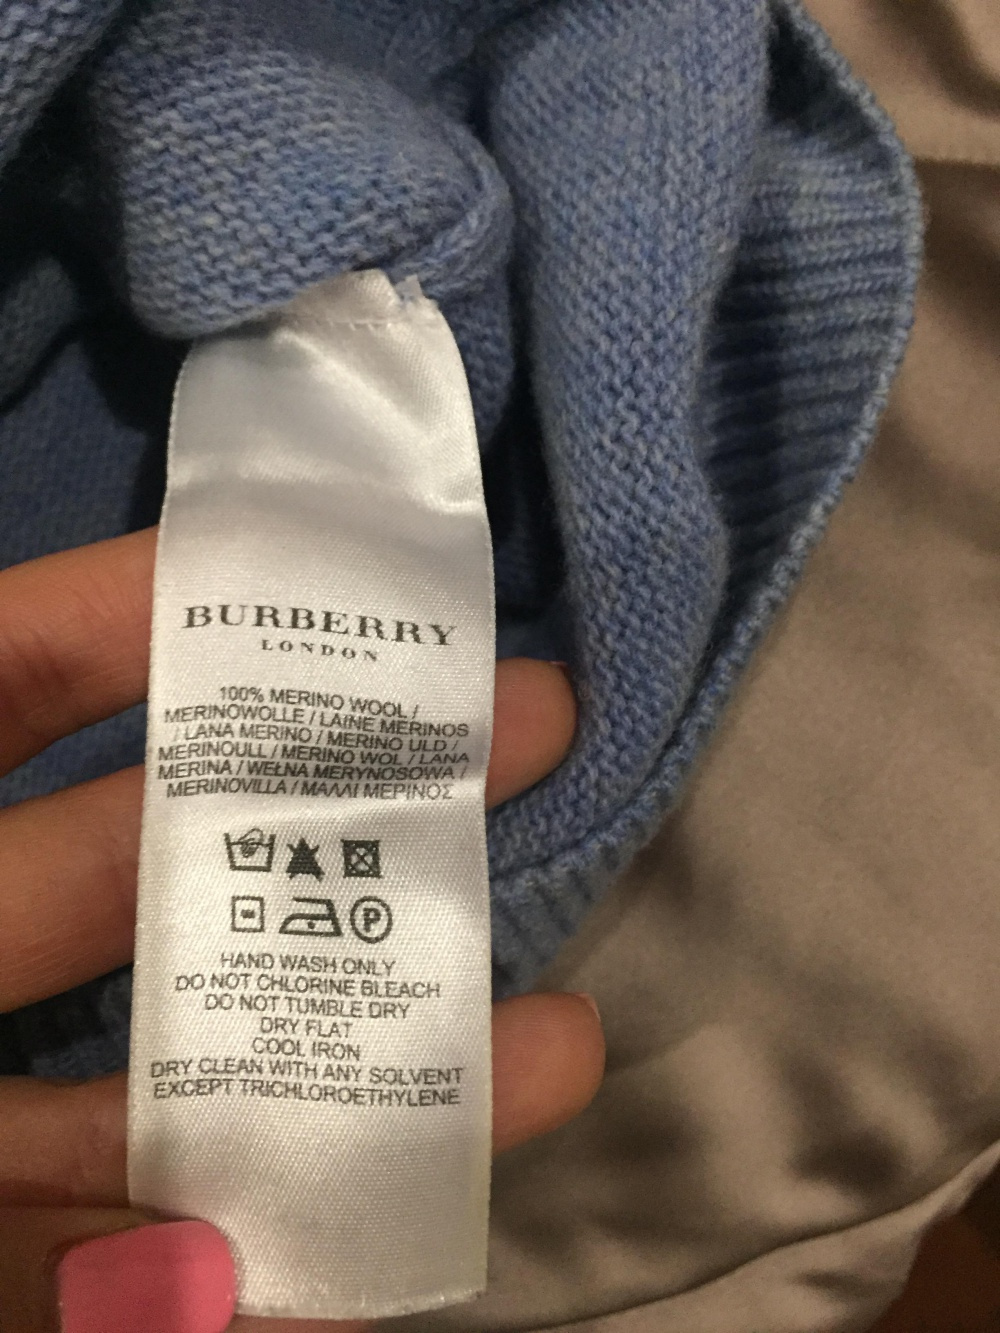 BURBERRY
LONDON
100% MERINO WOOL /
MERINOWOLLE / LAINE MERINOS
/ LANA MERINO / MERINO ULD /
MERINOULL / MERINO WOL / LANA
MERINA / WEŁNA MERYNOSOWA /
MERINOVILLA / ΜΑΛΛΙ ΜΕΡΙΝΟΣ
P
HAND WASH ONLY
DO NOT CHLORINE BLEACH
DO NOT TUMBLE DRY
DRY FLAT
COOL IRON
DRY CLEAN WITH ANY SOLVENT
EXCEPT TRICHLOROETHYLENE